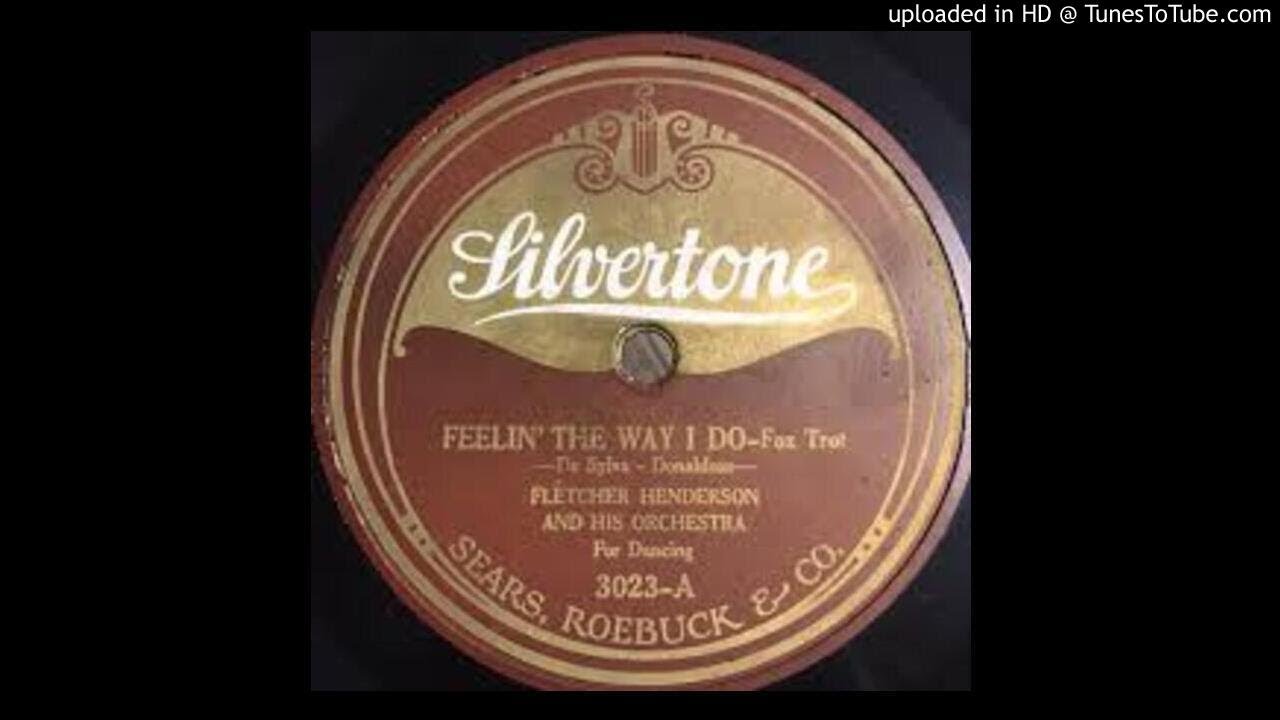 uploaded in HD @ TunesToTube.com
Silvertone
FEELIN' THE WAY I DO-Fox Trot
—De Sylva - Donaldson—
FLETCHER HENDERSON
AND HIS ORCHESTRA
For Dancing
3023-A
SEARS, ROEBUCK & CO.